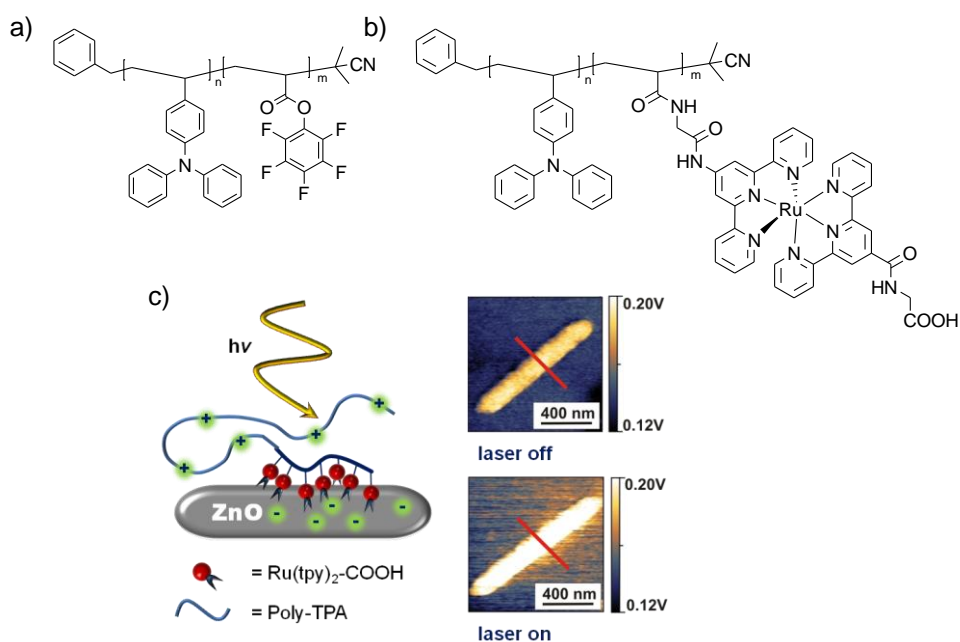 a)
n
m
CN
O
O
N
F
F
F
F
F
b)
n
m
CN
O
NH
O
HN
N
N
N
N
Ru
N
N
N
O
HN
COOH
c)
hν
+
+
+
+
+
ZnO
-
-
-
-
-
-
= Ru(tpy)2-COOH
= Poly-TPA
0.20V
400 nm
0.12V
laser off
0.20V
400 nm
0.12V
laser on